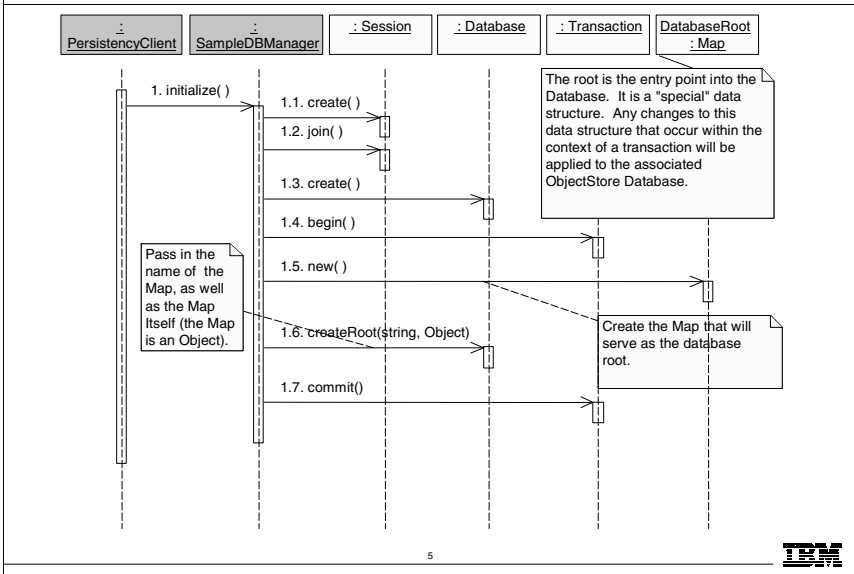 :
PersistencyClient
:
SampleDBManager
: Session
: Database
: Transaction
DatabaseRoot
: Map
The root is the entry point into the
Database. It is a "special" data
structure. Any changes to this
data structure that occur within the
context of a transaction will be
applied to the associated
ObjectStore Database.
1. initialize( )
1.1. create( )
1.2. join( )
1.3. create( )
1.4. begin( )
Pass in the
name of the
Map, as well
as the Map
Itself (the Map
is an Object).
1.5. new( )
1.6. createRoot(string, Object)
Create the Map that will
serve as the database
root.
1.7. commit()
5
IBM